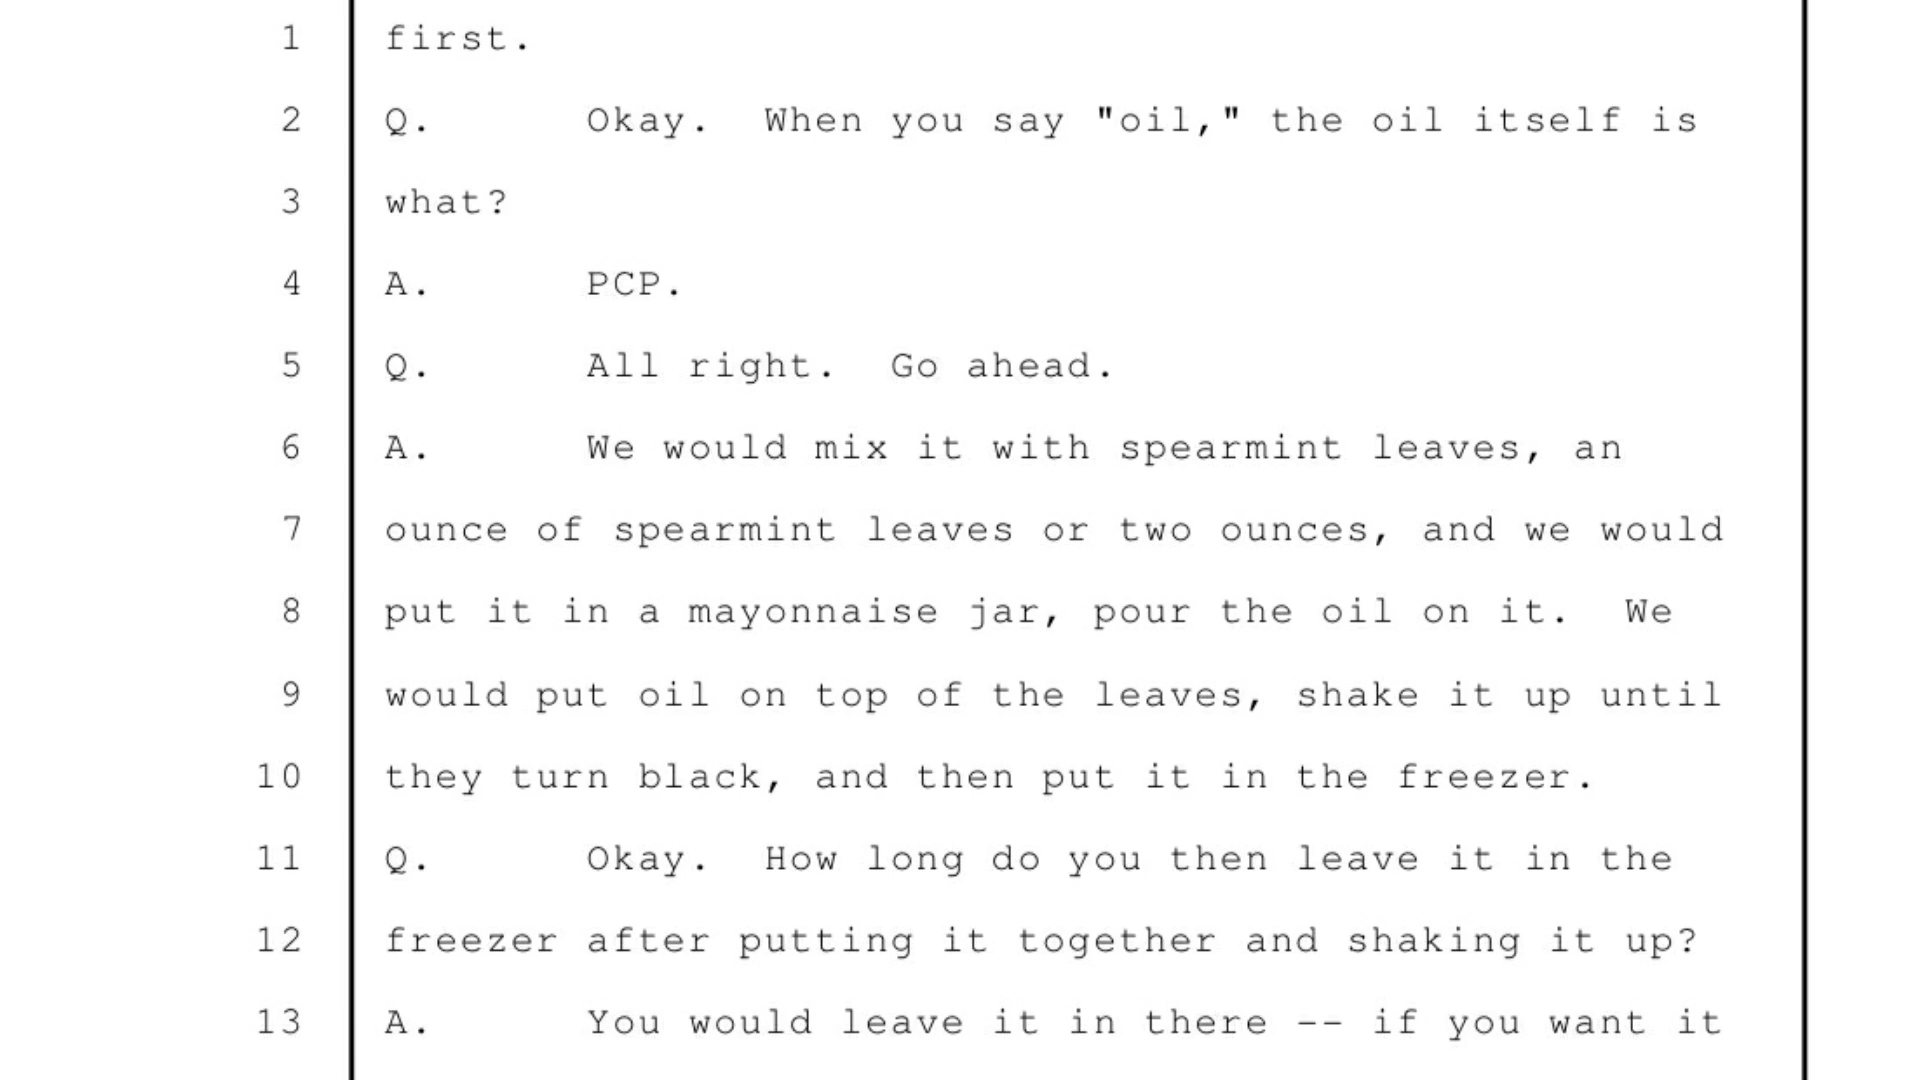 1 first.
2 Q. Okay. When you say "oil," the oil itself is
3 what?
4 A. PCP.
5 Q. All right. Go ahead.
6 A. We would mix it with spearmint leaves, an
7 ounce of spearmint leaves or two ounces, and we would
8 put it in a mayonnaise jar, pour the oil on it. We
9 would put oil on top of the leaves, shake it up until
10 they turn black, and then put it in the freezer.
11 Q. Okay. How long do you then leave it in the
12 freezer after putting it together and shaking it up?
13 A. You would leave it in there -- if you want it